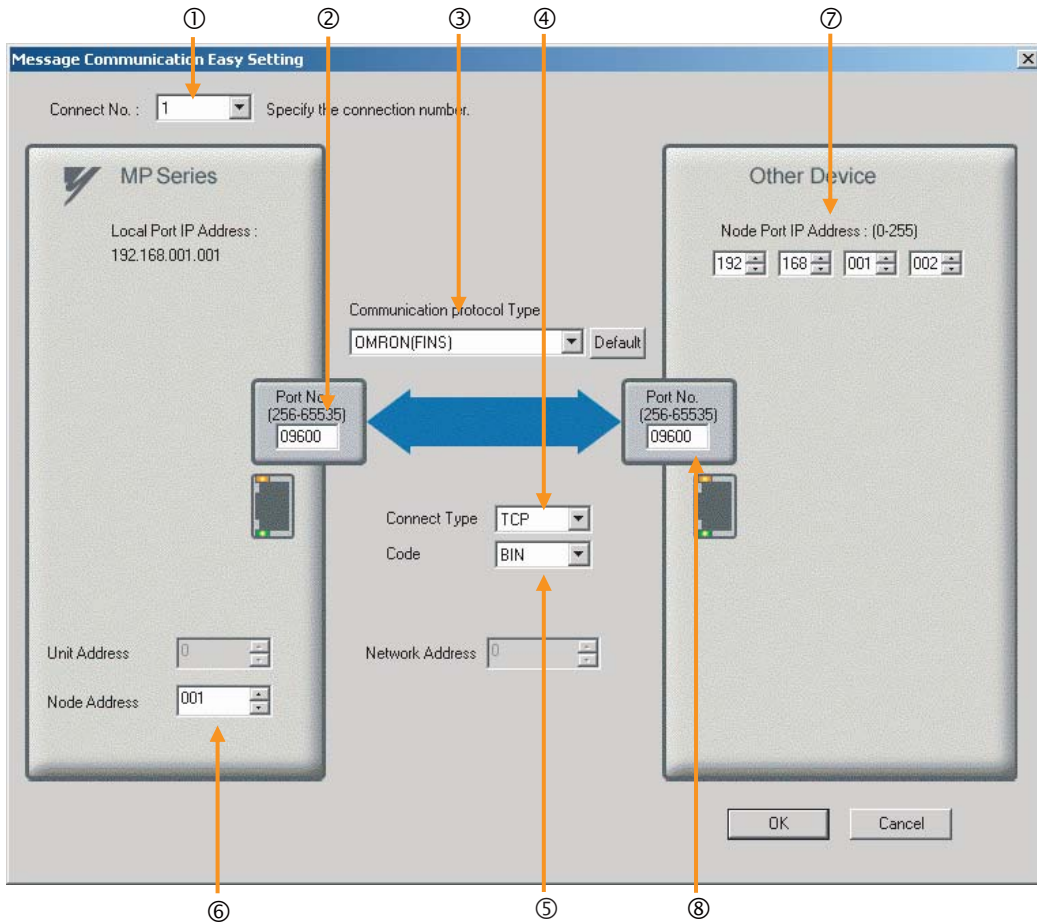 ① ② ③ ④ ⑦
Message Communication Easy Setting
Connect No. : 1 Specify the connection number.
MP Series
Local Port IP Address :
192.168.001.001
Other Device
Node Port IP Address : (0-255)
192 168 001 002
Communication protocol Type
OMRON(FINS) Default
Port No.
(256-65535)
09600
Port No.
(256-65535)
09600
Connect Type TCP
Code BIN
Unit Address 0
Network Address 0
Node Address 001
OK Cancel
⑥ ⑤ ⑧